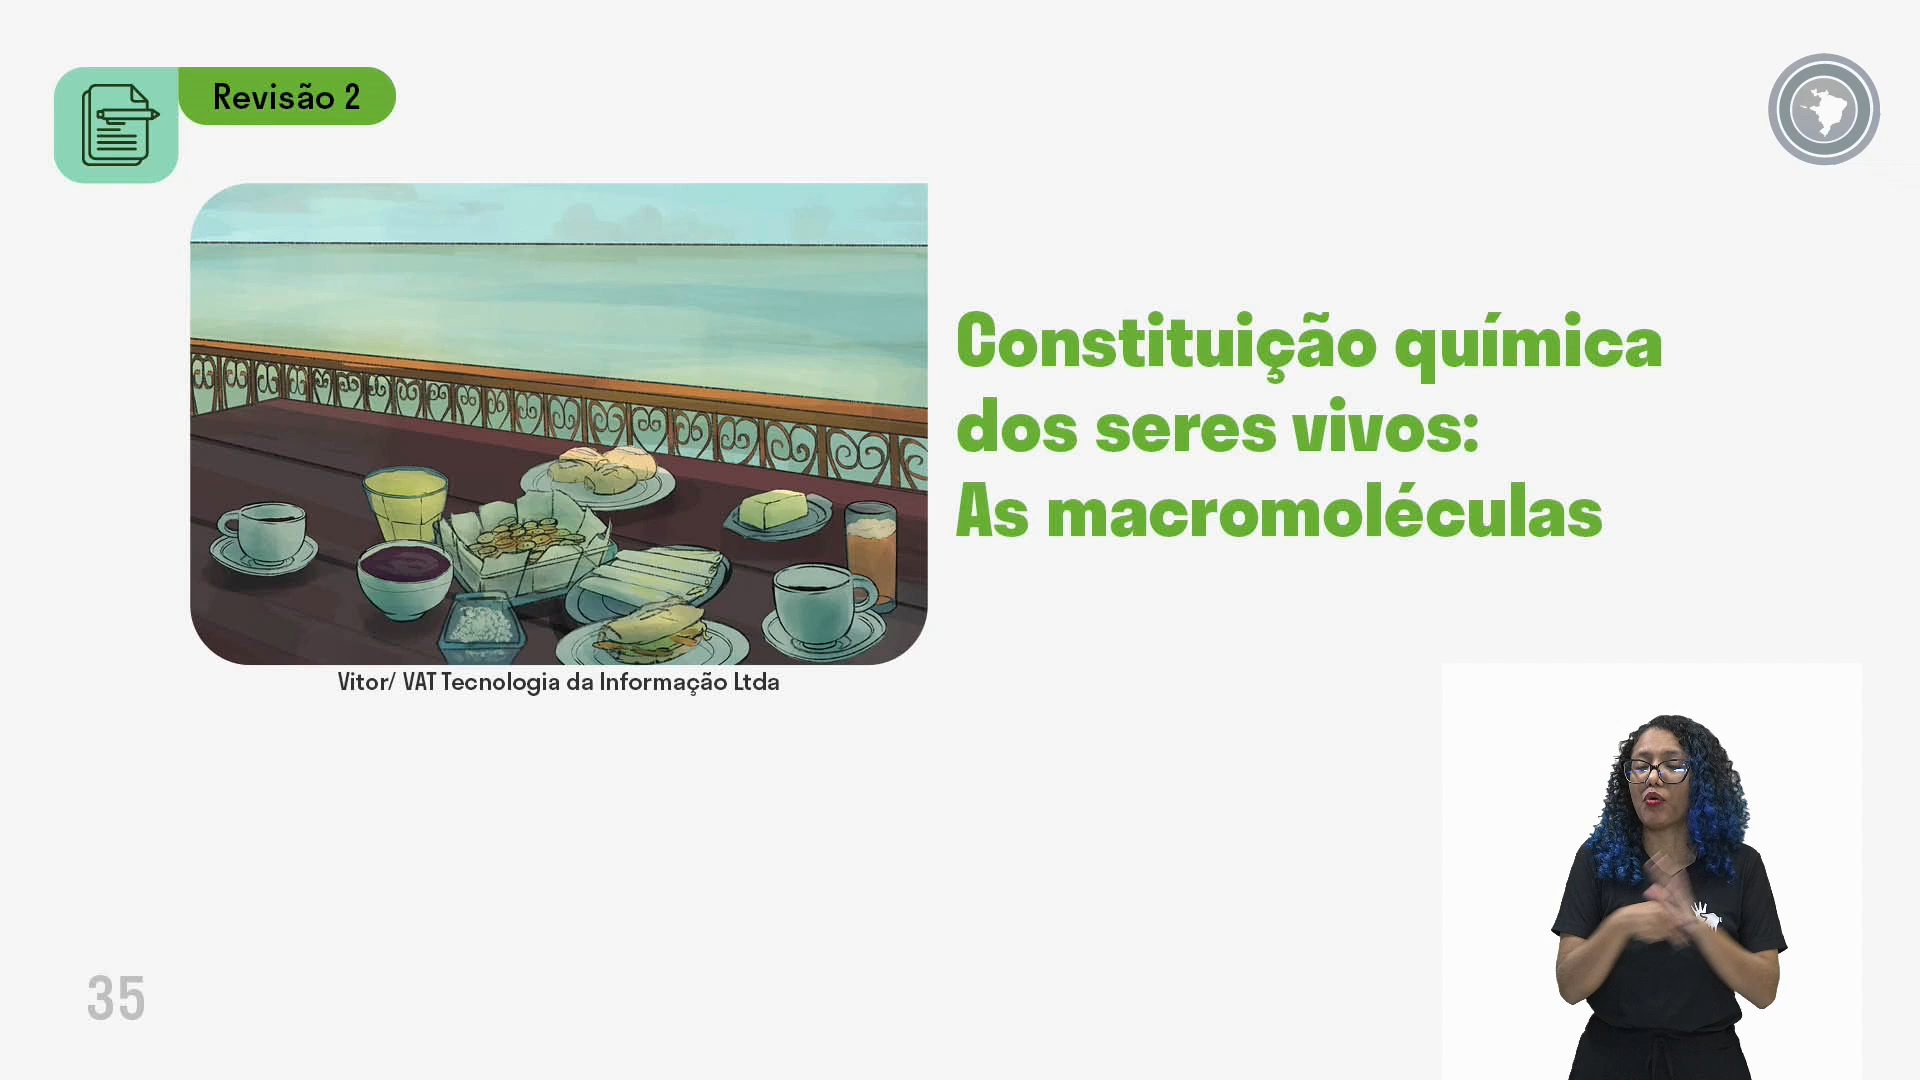 Revisão 2
Constituição química
dos seres vivos:
As macromoléculas
Vitor/ VAT Tecnologia da Informação Ltda
35